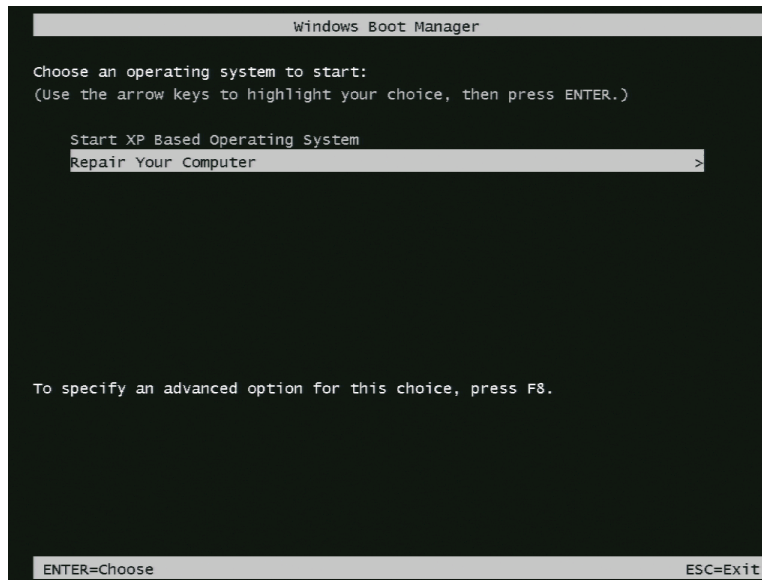 Windows Boot Manager
Choose an operating system to start:
(Use the arrow keys to highlight your choice, then press ENTER.)
Start XP Based Operating System
Repair Your Computer >
To specify an advanced option for this choice, press F8.
ENTER=Choose ESC=Exit